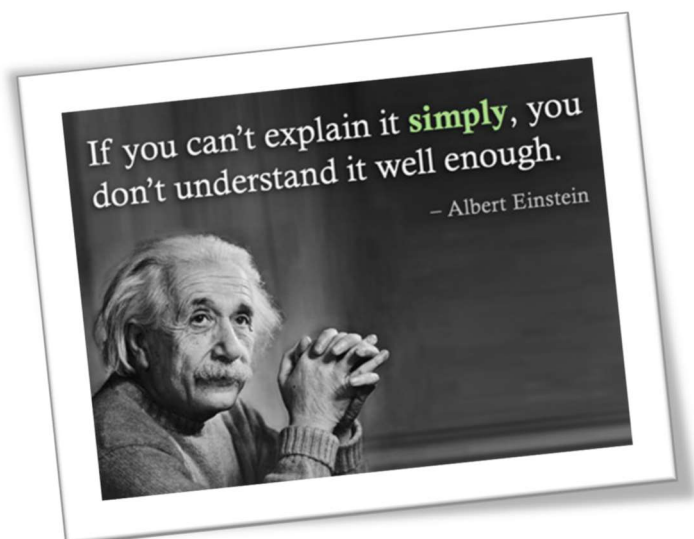 If you can’t explain it simply, you
don’t understand it well enough.
– Albert Einstein